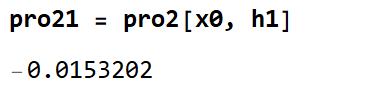 pro21 = pro2[x0, h1]
-0.0153202